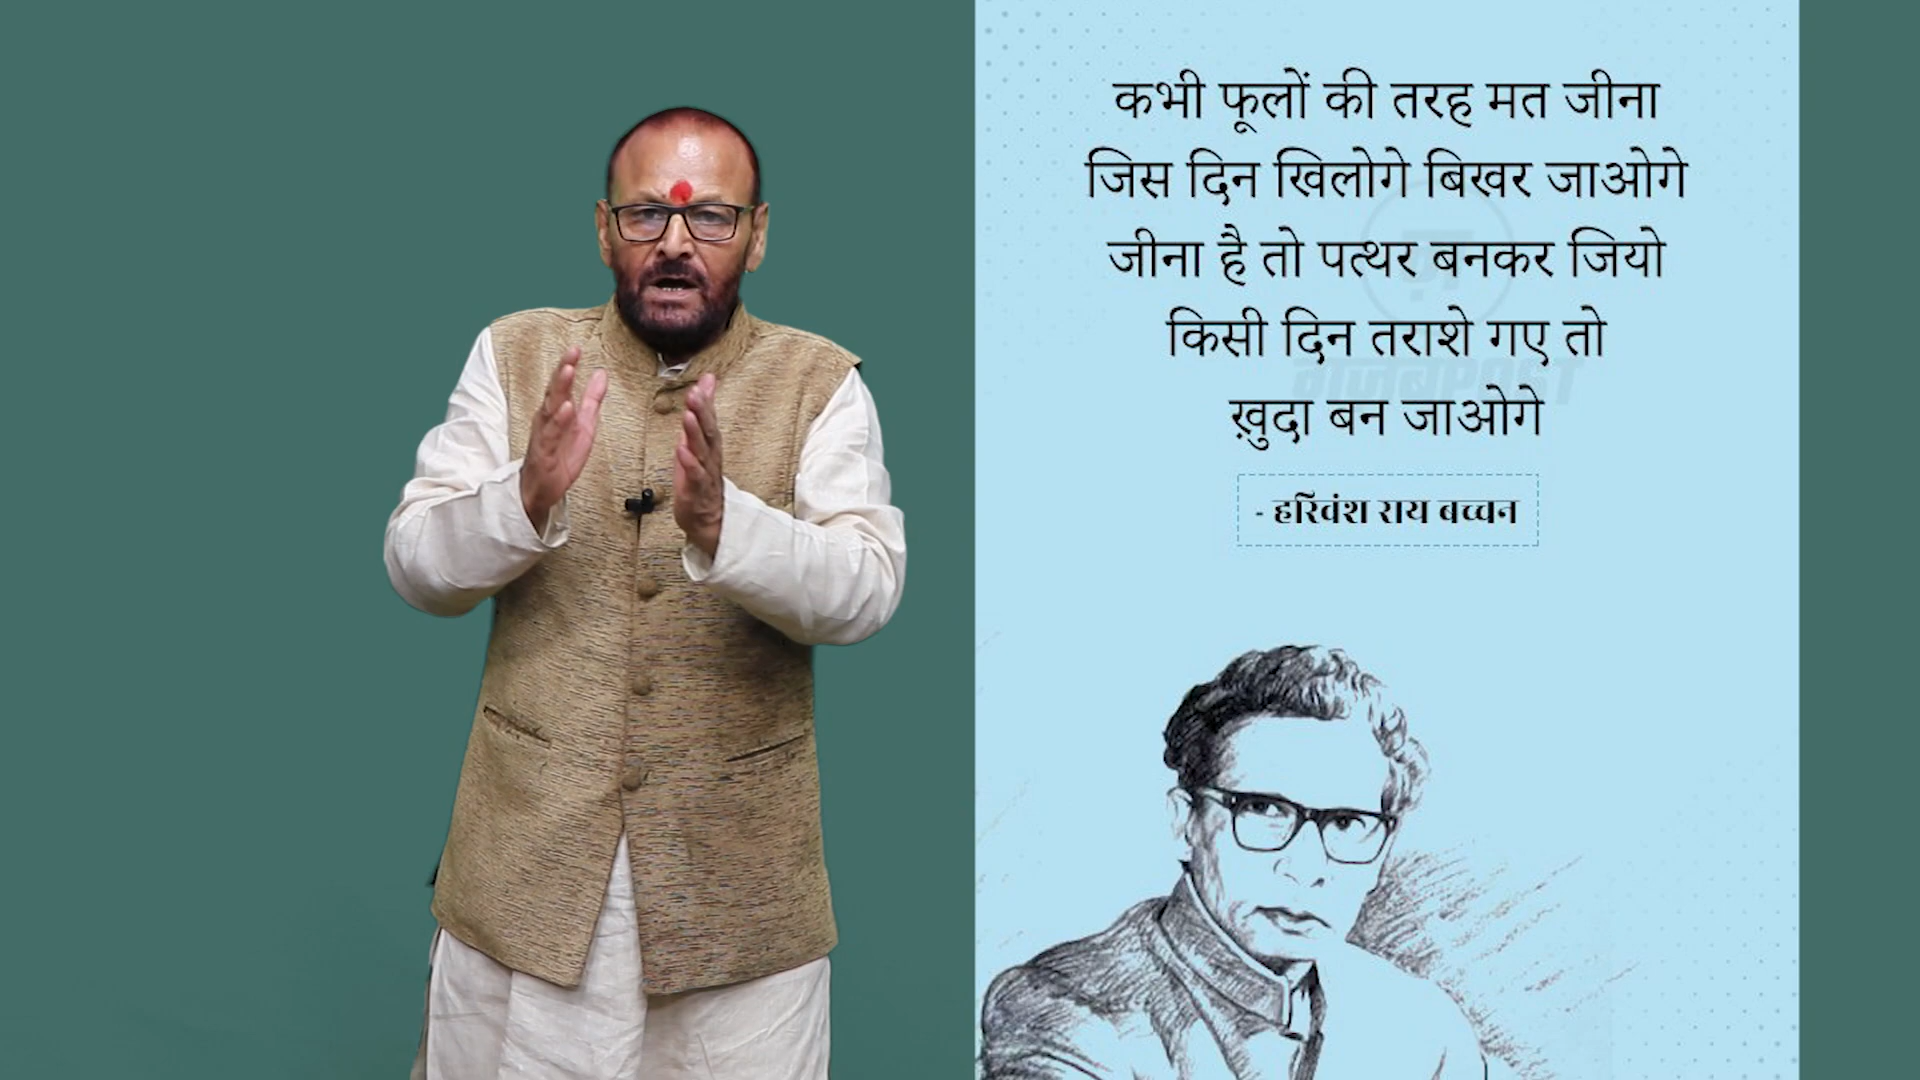 कभी फूलों की तरह मत जीना
जिस दिन खिलोगे बिखर जाओगे
जीना है तो पत्थर बनकर जियो
किसी दिन तराशे गए तो
ख़ुदा बन जाओगे
- हरिवंश राय बच्चन